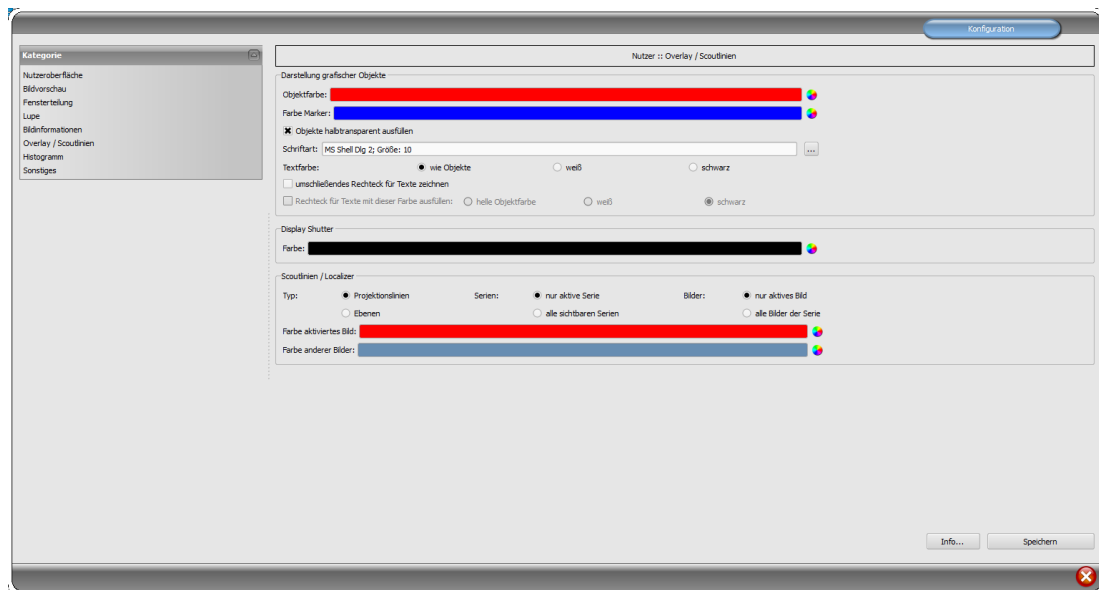 Konfiguration
Kategorie
Nutzeroberfläche
Bildvorschau
Fensterteilung
Lupe
Bildinformationen
Overlay / Scoutlinien
Histogramm
Sonstiges
Nutzer :: Overlay / Scoutlinien
Darstellung grafischer Objekte
Objektfarbe:
Farbe Marker:
Objekte halbtransparent ausfüllen
Schriftart: MS Shell Dlg 2; Größe: 10 ...
Textfarbe: wie Objekte weiß schwarz
umschließendes Rechteck für Texte zeichnen
Rechteck für Texte mit dieser Farbe ausfüllen: helle Objektfarbe weiß schwarz
Display Shutter
Farbe:
Scoutlinien / Localizer
Typ: Projektionslinien Serien: nur aktive Serie Bilder: nur aktives Bild
Ebenen alle sichtbaren Serien alle Bilder der Serie
Farbe aktiviertes Bild:
Farbe anderer Bilder:
Info... Speichern